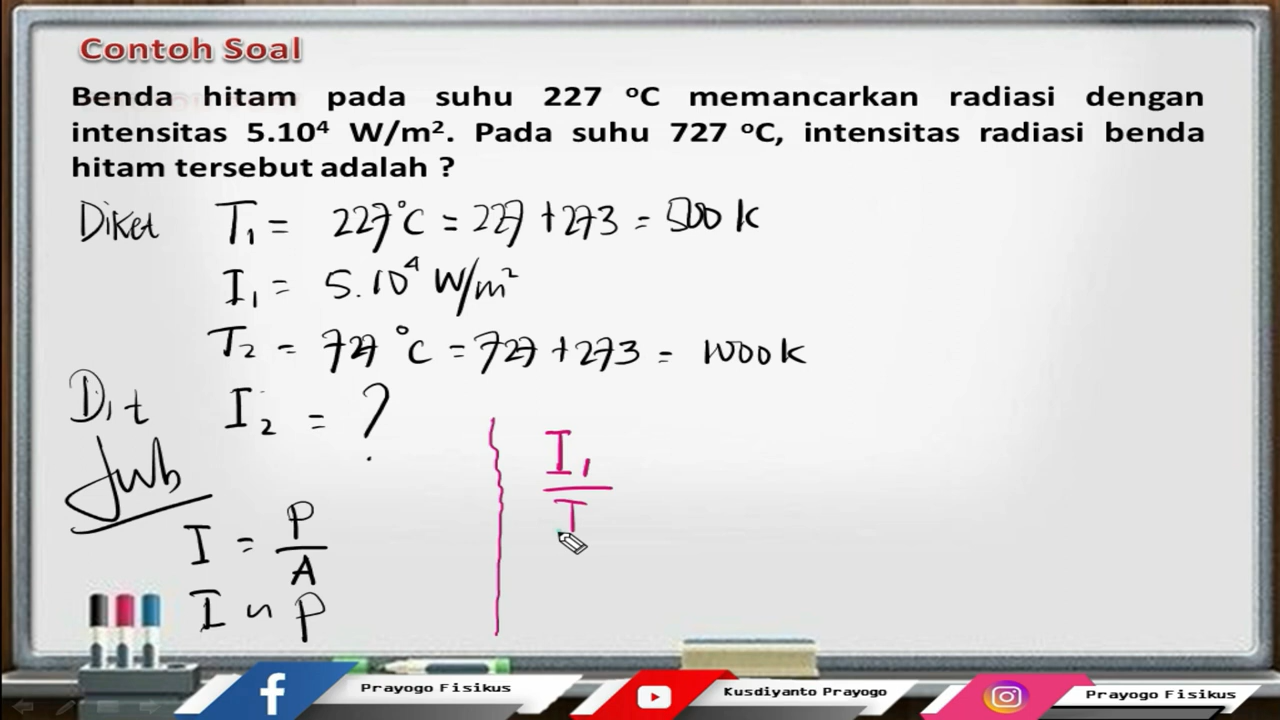 Contoh Soal
Benda hitam pada suhu 227 °C memancarkan radiasi dengan
intensitas 5.10⁴ W/m². Pada suhu 727 °C, intensitas radiasi benda
hitam tersebut adalah ?
Diket T₁ = 227°C = 227 + 273 = 500 K
I₁ = 5.10⁴ W/m²
T₂ = 727 °C = 727 + 273 = 1000 K
Dit I₂ = ?
Jwb
I = P/A
I ~ P
I₁
I
Prayogo Fisikus
Kusdiyanto Prayogo
Prayogo Fisikus